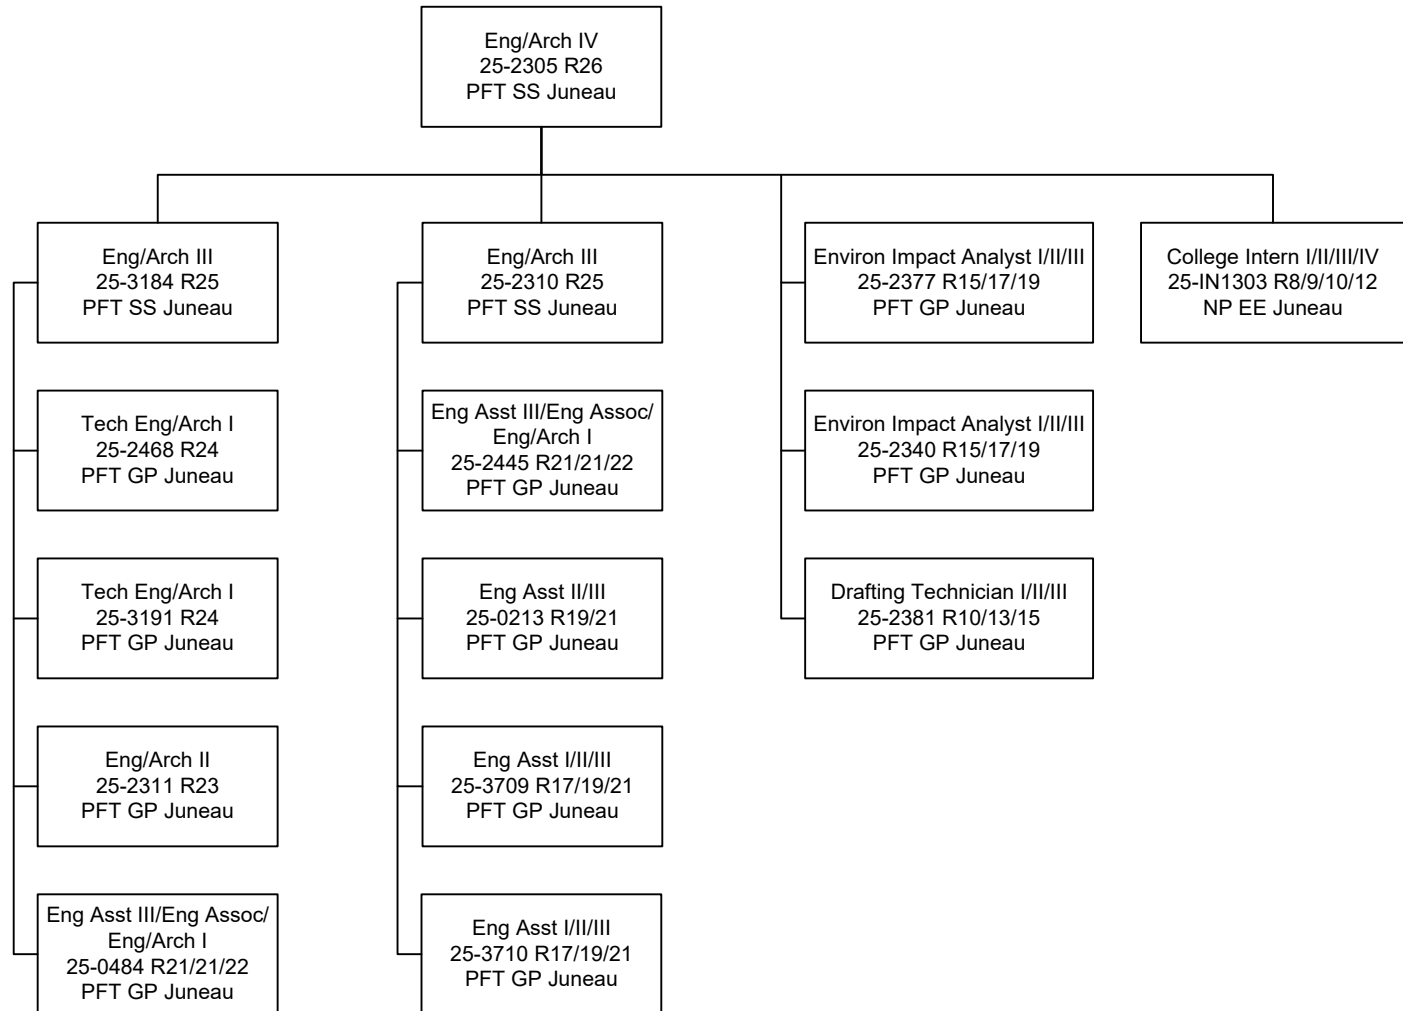 Eng/Arch IV
25-2305 R26
PFT SS Juneau
Eng/Arch III
25-3184 R25
PFT SS Juneau
Tech Eng/Arch I
25-2468 R24
PFT GP Juneau
Tech Eng/Arch I
25-3191 R24
PFT GP Juneau
Eng/Arch II
25-2311 R23
PFT GP Juneau
Eng Asst III/Eng Assoc/
Eng/Arch I
25-0484 R21/21/22
PFT GP Juneau
Eng/Arch III
25-2310 R25
PFT SS Juneau
Eng Asst III/Eng Assoc/
Eng/Arch I
25-2445 R21/21/22
PFT GP Juneau
Eng Asst II/III
25-0213 R19/21
PFT GP Juneau
Eng Asst I/II/III
25-3709 R17/19/21
PFT GP Juneau
Eng Asst I/II/III
25-3710 R17/19/21
PFT GP Juneau
Environ Impact Analyst I/II/III
25-2377 R15/17/19
PFT GP Juneau
Environ Impact Analyst I/II/III
25-2340 R15/17/19
PFT GP Juneau
Drafting Technician I/II/III
25-2381 R10/13/15
PFT GP Juneau
College Intern I/II/III/IV
25-IN1303 R8/9/10/12
NP EE Juneau